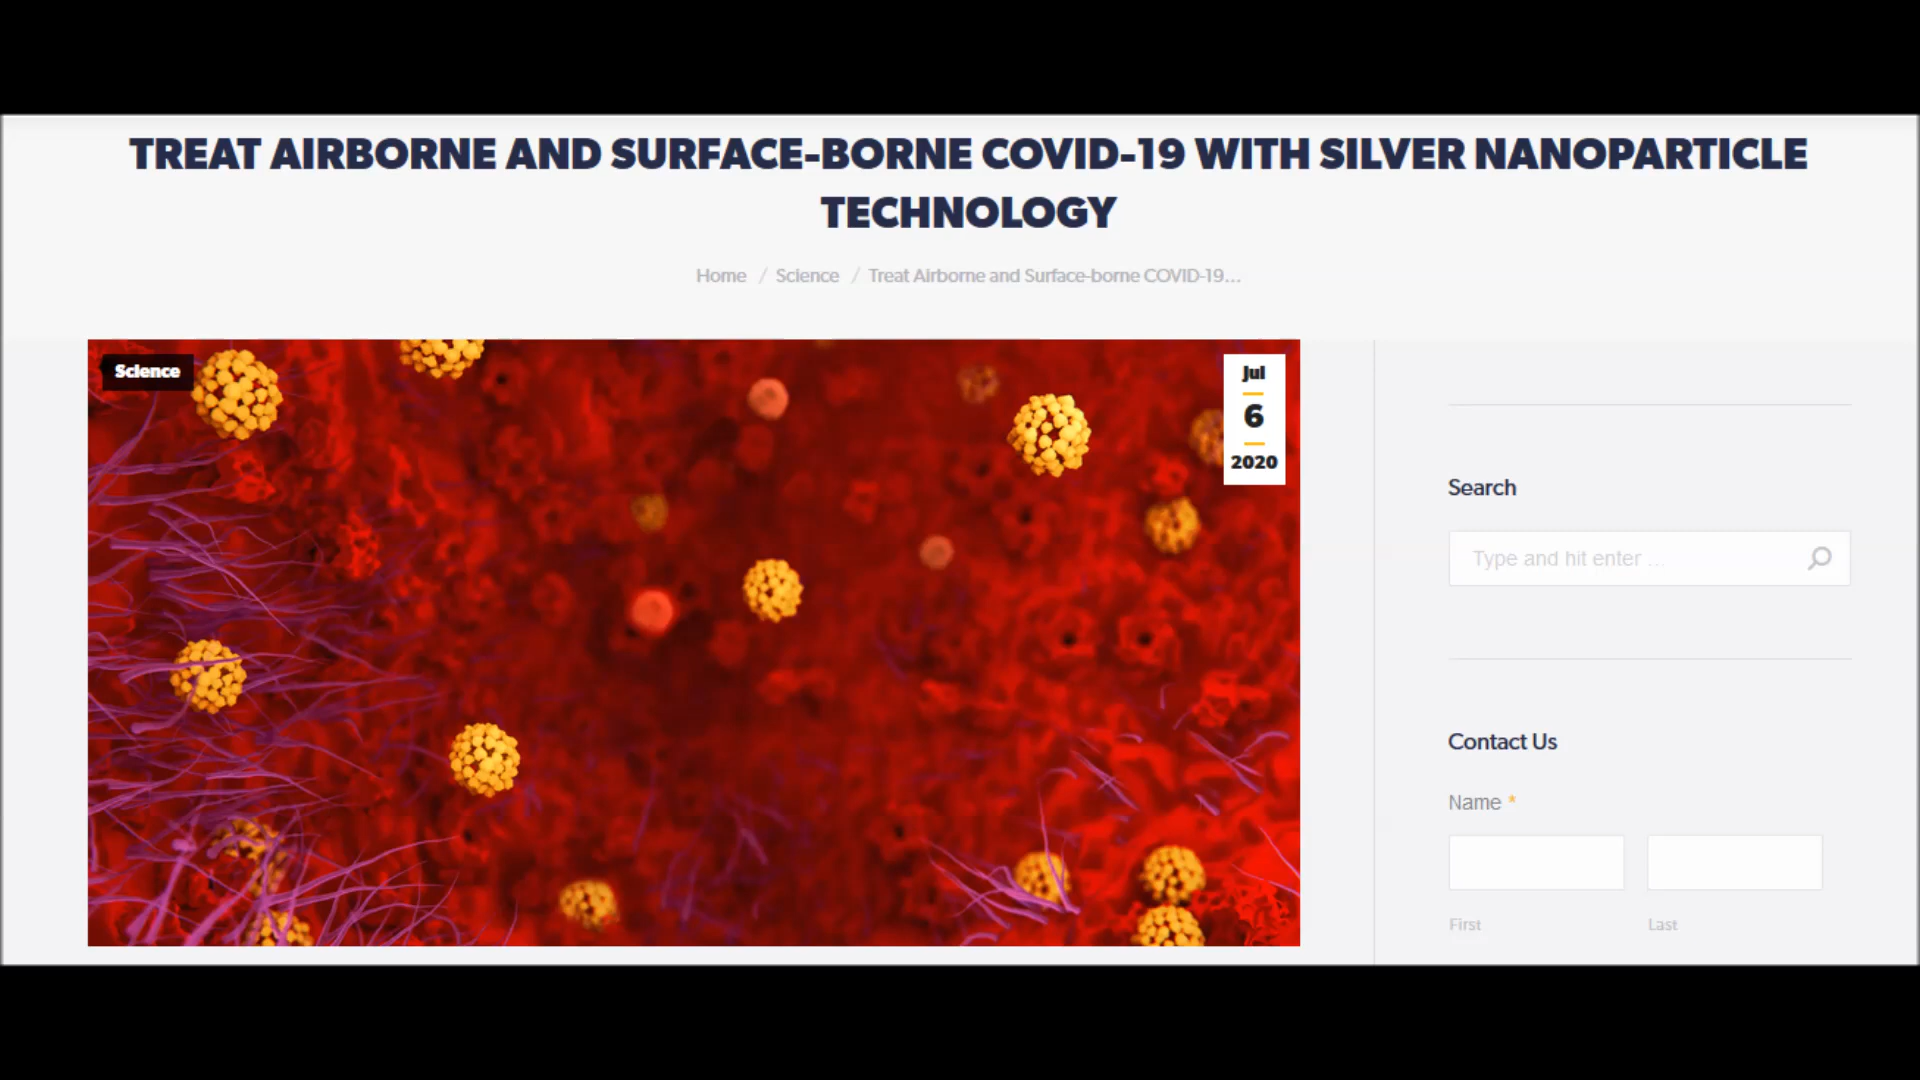 TREAT AIRBORNE AND SURFACE-BORNE COVID-19 WITH SILVER NANOPARTICLE
TECHNOLOGY
Home / Science / Treat Airborne and Surface-borne COVID-19...
Science
Jul
6
2020
Search
Type and hit enter ...
Contact Us
Name *
First
Last